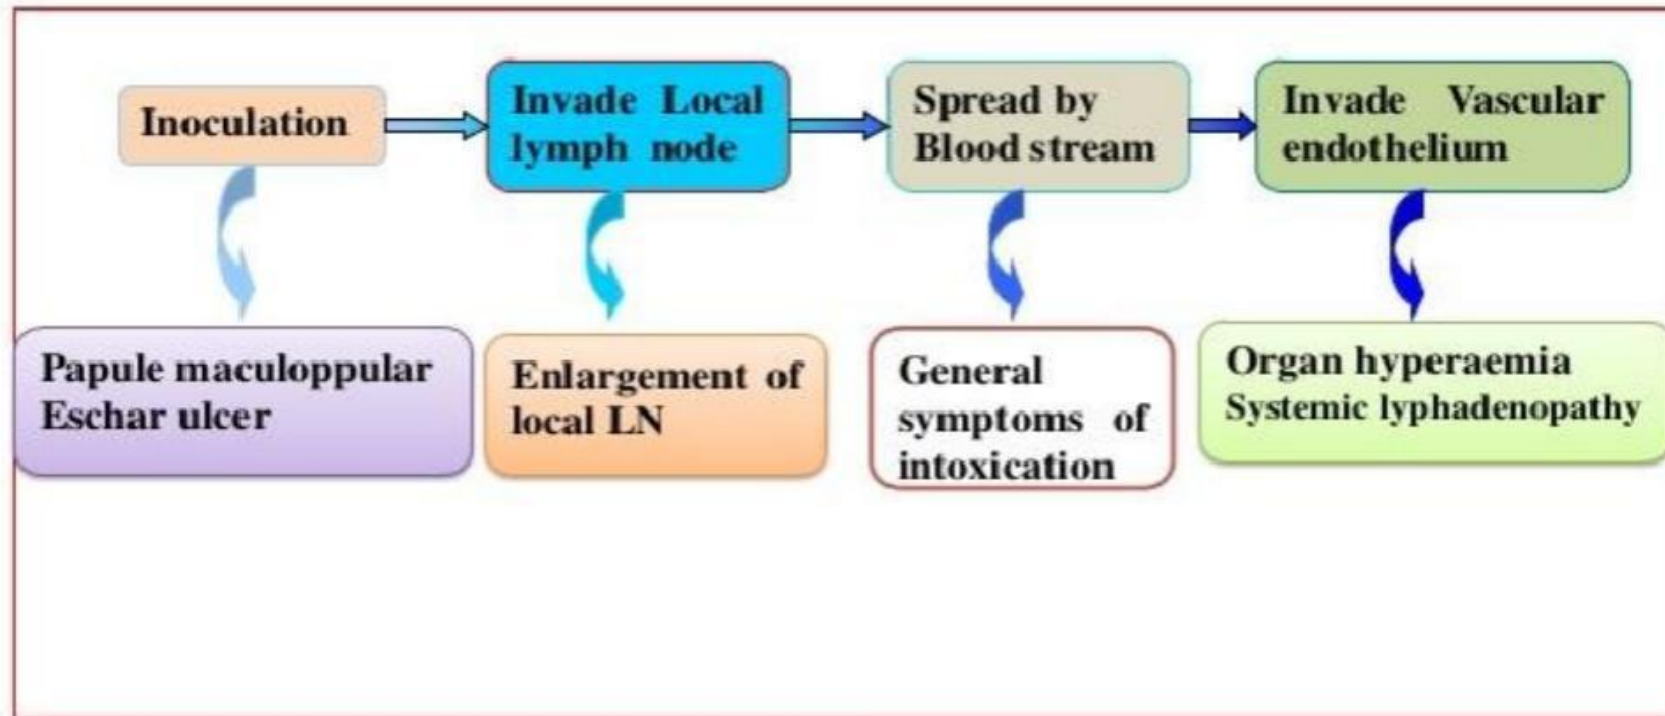 Inoculation
Invade Local
lymph node
Spread by
Blood stream
Invade Vascular
endothelium
Papule maculoppular
Eschar ulcer
Enlargement of
local LN
General
symptoms of
intoxication
Organ hyperaemia
Systemic lyphadenopathy